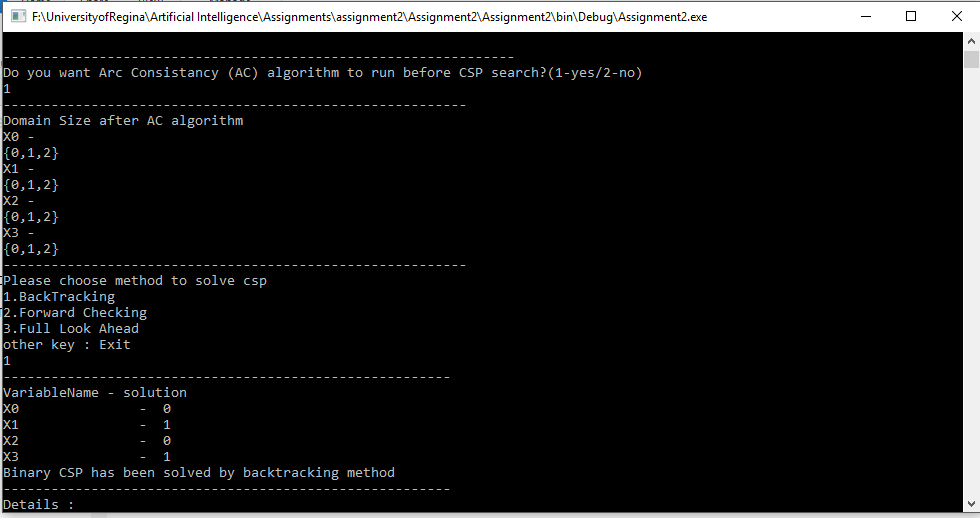 F:\UniversityofRegina\Artificial Intelligence\Assignments\assignment2\Assignment2\Assignment2\bin\Debug\Assignment2.exe
----------------------------------------------------------------
Do you want Arc Consistancy (AC) algorithm to run before CSP search?(1-yes/2-no)
1
----------------------------------------------------------
Domain Size after AC algorithm
X0 -
{0,1,2}
X1 -
{0,1,2}
X2 -
{0,1,2}
X3 -
{0,1,2}
----------------------------------------------------------
Please choose method to solve csp
1.BackTracking
2.Forward Checking
3.Full Look Ahead
other key : Exit
1
--------------------------------------------------------
VariableName - solution
X0               -  0
X1               -  1
X2               -  0
X3               -  1
Binary CSP has been solved by backtracking method
--------------------------------------------------------
Details :